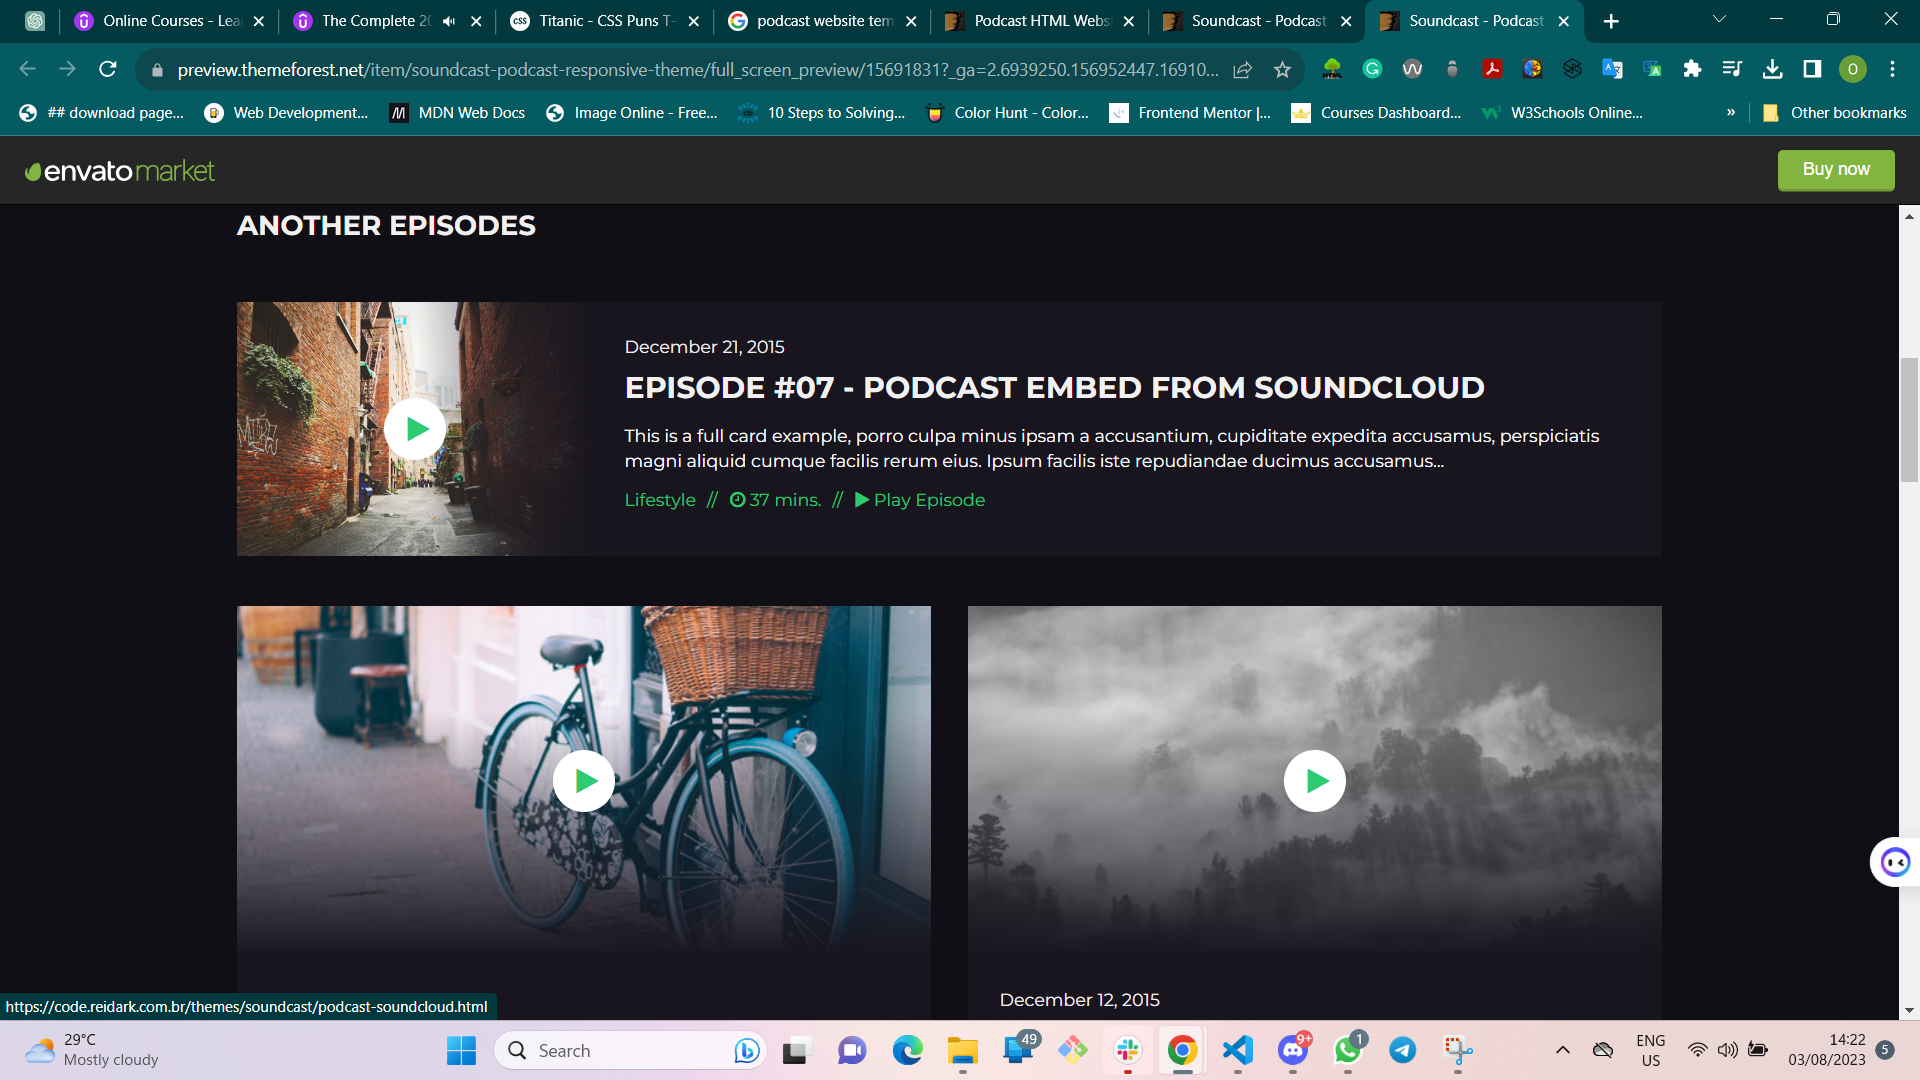 Online Courses - Lea
The Complete 20
css
Titanic - CSS Puns T-
podcast website tem
Podcast HTML Webs
Soundcast - Podcast
Soundcast - Podcast
preview.themeforest.net/item/soundcast-podcast-responsive-theme/full_screen_preview/15691831?_ga=2.6939250.156952447.16910...
O
## download page...
Web Development...
MDN Web Docs
Image Online - Free...
10 Steps to Solving...
Color Hunt - Color...
Frontend Mentor |...
Courses Dashboard...
W3Schools Online...
»
Other bookmarks
envatomarket
Buy now
ANOTHER EPISODES
December 21, 2015
EPISODE #07 - PODCAST EMBED FROM SOUNDCLOUD
This is a full card example, porro culpa minus ipsam a accusantium, cupiditate expedita accusamus, perspiciatis
magni aliquid cumque facilis rerum eius. Ipsum facilis iste repudiandae ducimus accusamus...
Lifestyle // 37 mins. // Play Episode
December 12, 2015
https://code.reidark.com.br/themes/soundcast/podcast-soundcloud.html
29°C
Mostly cloudy
Search
49
9+
1
ENG
US
14:22
03/08/2023
5